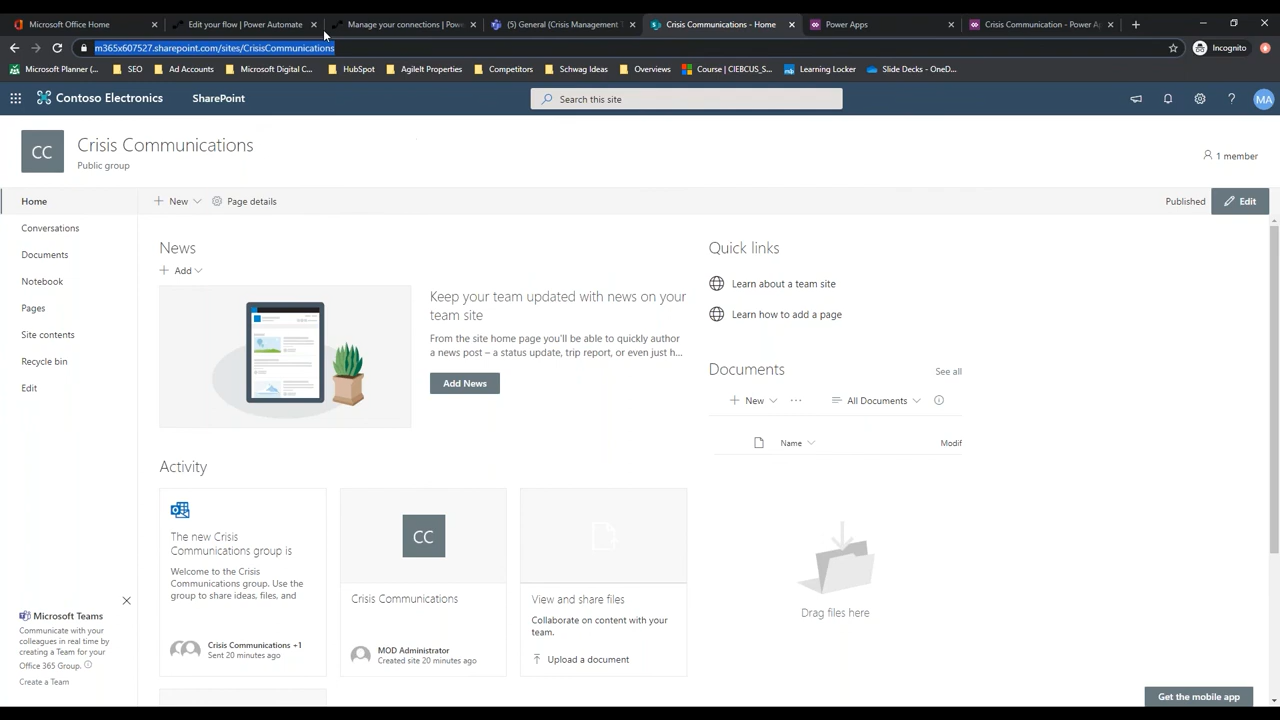 Microsoft Office Home
Edit your flow | Power Automate
Manage your connections | Powe
(5) General (Crisis Management T
Crisis Communications - Home
Power Apps
Crisis Communication - Power Ap
m365x607527.sharepoint.com/sites/CrisisCommunications
Incognito
Microsoft Planner (...
SEO
Ad Accounts
Microsoft Digital C...
HubSpot
AgileIt Properties
Competitors
Schwag Ideas
Overviews
Course | CIEBCUS_S...
Learning Locker
Slide Decks - OneD...
Contoso Electronics
SharePoint
Search this site
MA
CC
Crisis Communications
Public group
1 member
Home
New
Page details
Published
Edit
Conversations
Documents
Notebook
Pages
Site contents
Recycle bin
Edit
News
Add
Keep your team updated with news on your
team site
From the site home page you'll be able to quickly author
a news post – a status update, trip report, or even just h...
Add News
Quick links
Learn about a team site
Learn how to add a page
Documents
See all
New
All Documents
Name
Modif
Drag files here
Activity
The new Crisis
Communications group is
Welcome to the Crisis
Communications group. Use the
group to share ideas, files, and
Crisis Communications +1
Sent 20 minutes ago
CC
Crisis Communications
MOD Administrator
Created site 20 minutes ago
View and share files
Collaborate on content with your
team.
Upload a document
Microsoft Teams
Communicate with your
colleagues in real time by
creating a Team for your
Office 365 Group.
Create a Team
Get the mobile app